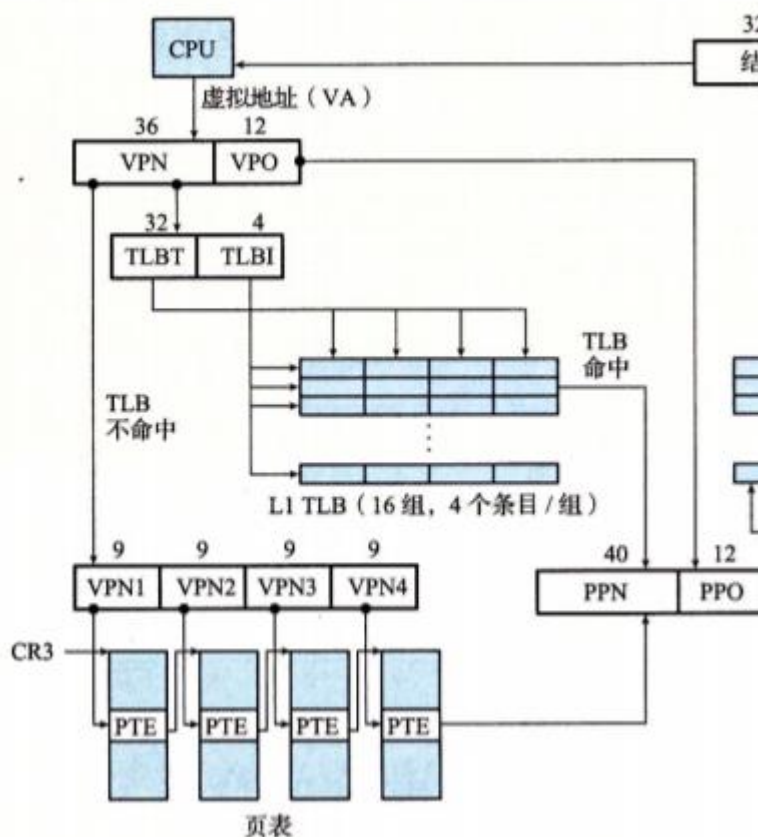 32
结
CPU
虚拟地址（VA）
36 12
VPN VPO
32 4
TLBT TLBI
TLB
命中
TLB
不命中
L1 TLB（16 组，4 个条目 / 组）
9 9 9 9
VPN1 VPN2 VPN3 VPN4
40 12
PPN PPO
CR3
PTE PTE PTE PTE
页表